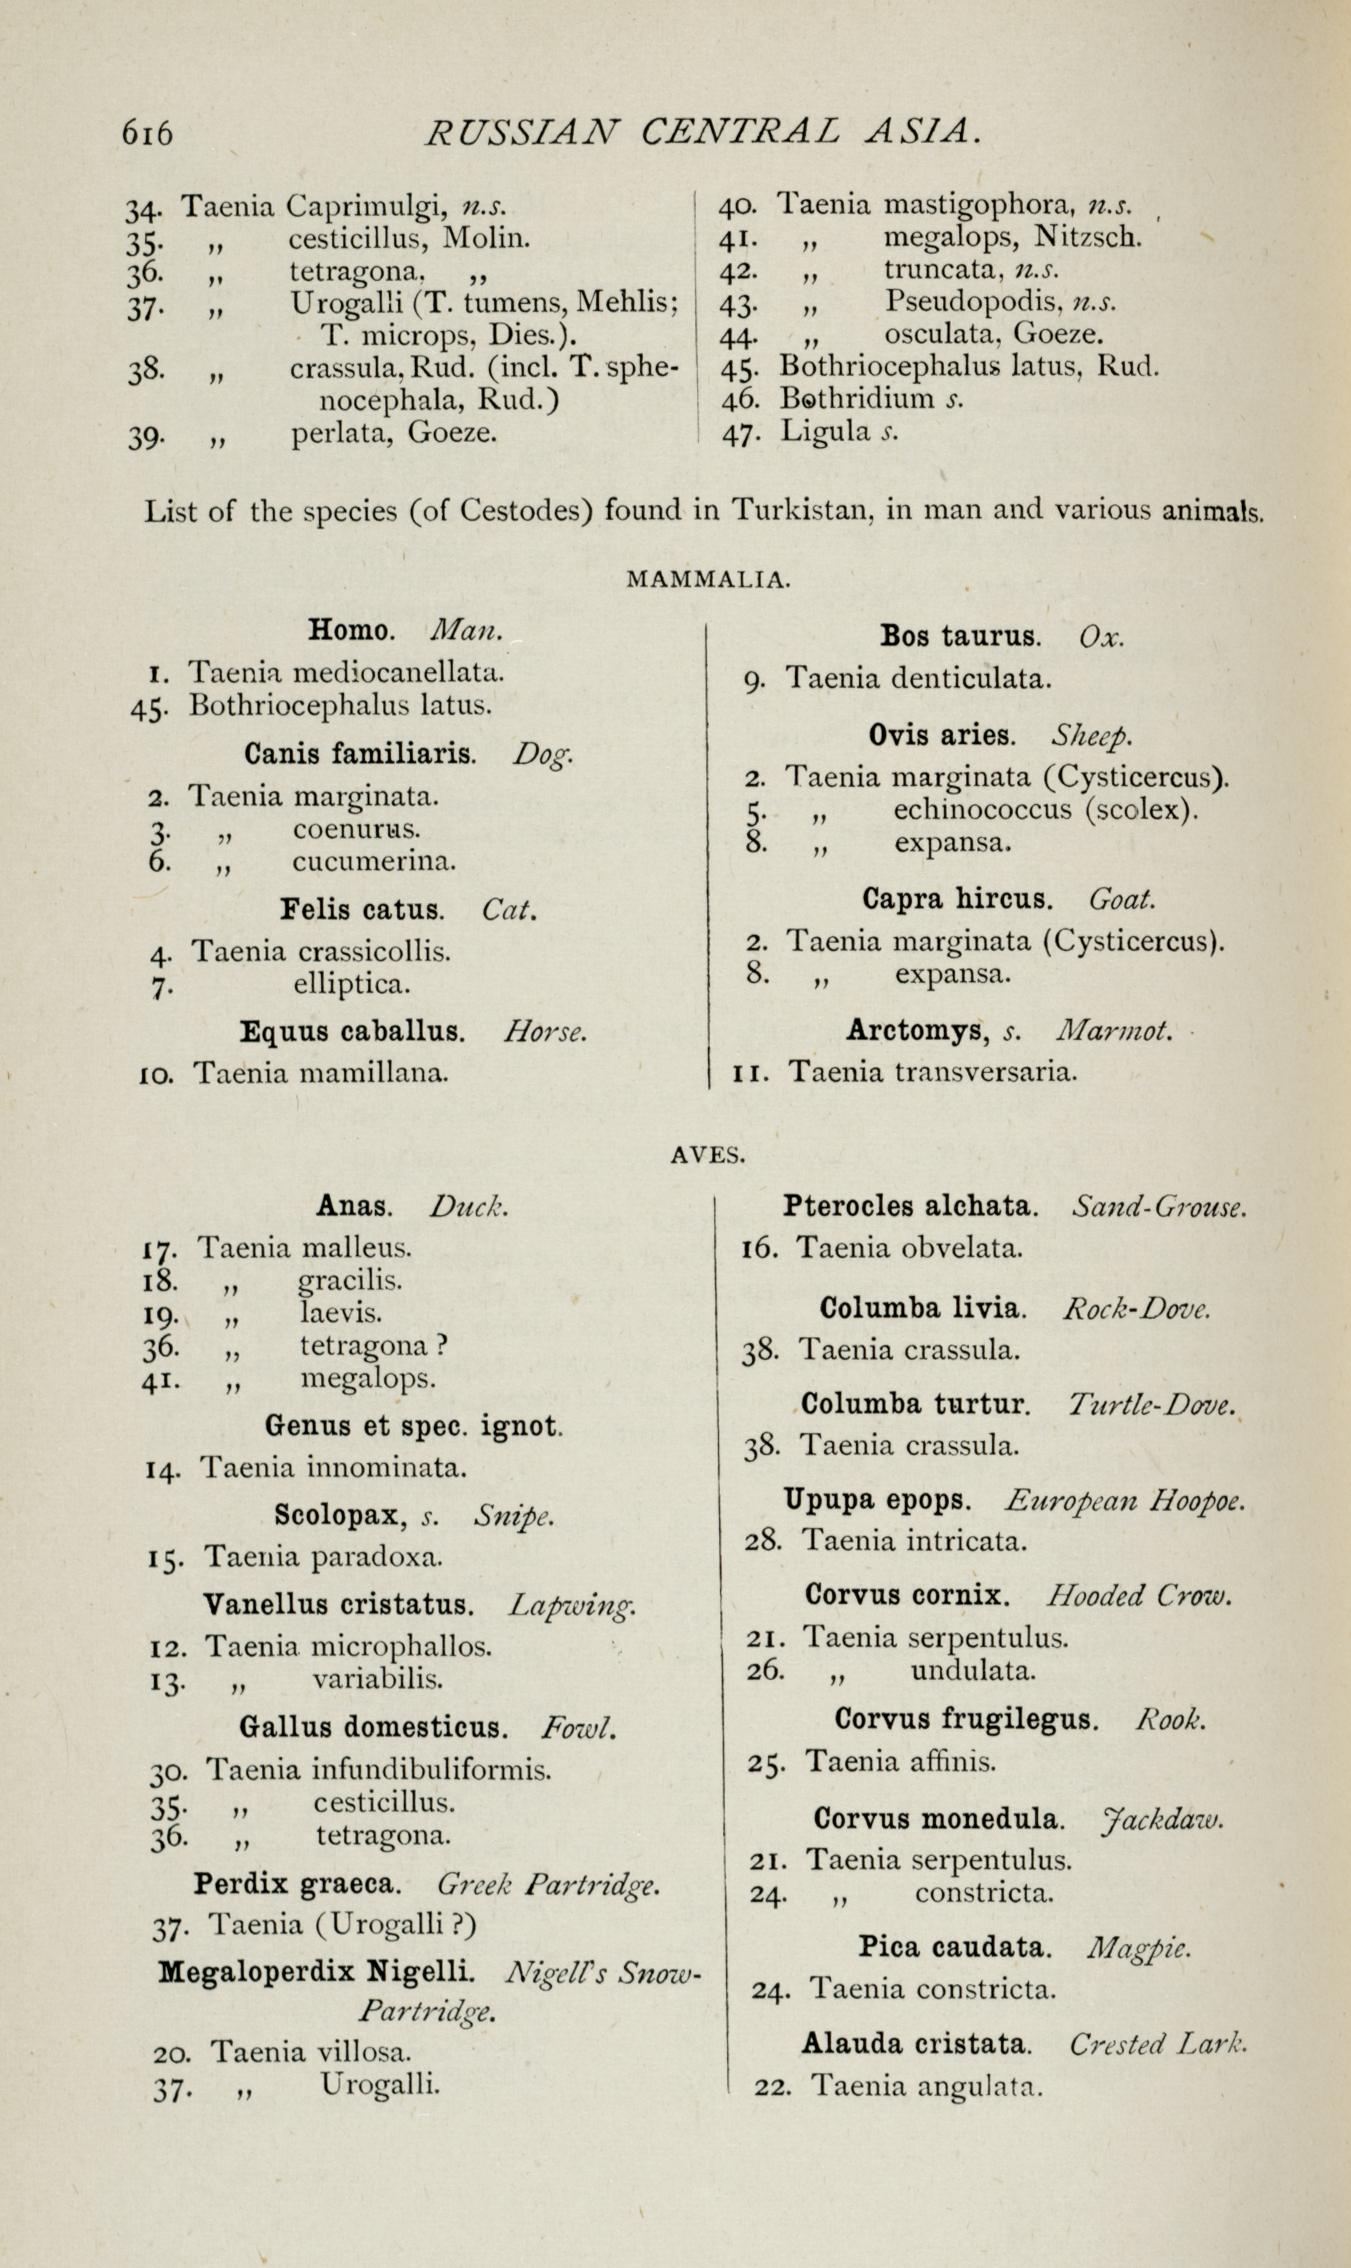 616 RUSSIAN CENTRAL ASIA.
34. Taenia Caprimulgi, n.s.
35. „ cesticillus, Molin.
36. „ tetragona, „
37. „ Urogalli (T. tumens, Mehlis;
T. microps, Dies.).
38. „ crassula, Rud. (incl. T. sphe-
nocephala, Rud.)
39. „ perlata, Goeze.
40. Taenia mastigophora, n.s.
41. „ megalops, Nitzsch.
42. „ truncata, n.s.
43. „ Pseudopodis, n.s.
44. „ osculata, Goeze.
45. Bothriocephalus latus, Rud.
46. Bothridium s.
47. Ligula s.
List of the species (of Cestodes) found in Turkistan, in man and various animals.
MAMMALIA.
Homo. Man.
1. Taenia mediocanellata.
45. Bothriocephalus latus.
Canis familiaris. Dog.
2. Taenia marginata.
3. „ coenurus.
6. „ cucumerina.
Felis catus. Cat.
4. Taenia crassicollis.
7. elliptica.
Equus caballus. Horse.
10. Taenia mamillana.
Bos taurus. Ox.
9. Taenia denticulata.
Ovis aries. Sheep.
2. Taenia marginata (Cysticercus).
5. „ echinococcus (scolex).
8. „ expansa.
Capra hircus. Goat.
2. Taenia marginata (Cysticercus).
8. „ expansa.
Arctomys, s. Marmot.
11. Taenia transversaria.
AVES.
Anas. Duck.
17. Taenia malleus.
18. „ gracilis.
19. „ laevis.
36. „ tetragona ?
41. „ megalops.
Genus et spec. ignot.
14. Taenia innominata.
Scolopax, s. Snipe.
15. Taenia paradoxa.
Vanellus cristatus. Lapwing.
12. Taenia microphallos.
13. „ variabilis.
Gallus domesticus. Fowl.
30. Taenia infundibuliformis.
35. „ cesticillus.
36. „ tetragona.
Perdix graeca. Greek Partridge.
37. Taenia (Urogalli ?)
Megaloperdix Nigelli. Nigell's Snow-
Partridge.
20. Taenia villosa.
37. „ Urogalli.
Pterocles alchata. Sand-Grouse.
16. Taenia obvelata.
Columba livia. Rock-Dove.
38. Taenia crassula.
Columba turtur. Turtle-Dove.
38. Taenia crassula.
Upupa epops. European Hoopoe.
28. Taenia intricata.
Corvus cornix. Hooded Crow.
21. Taenia serpentulus.
26. „ undulata.
Corvus frugilegus. Rook.
25. Taenia affinis.
Corvus monedula. Jackdaw.
21. Taenia serpentulus.
24. „ constricta.
Pica caudata. Magpie.
24. Taenia constricta.
Alauda cristata. Crested Lark.
22. Taenia angulata.